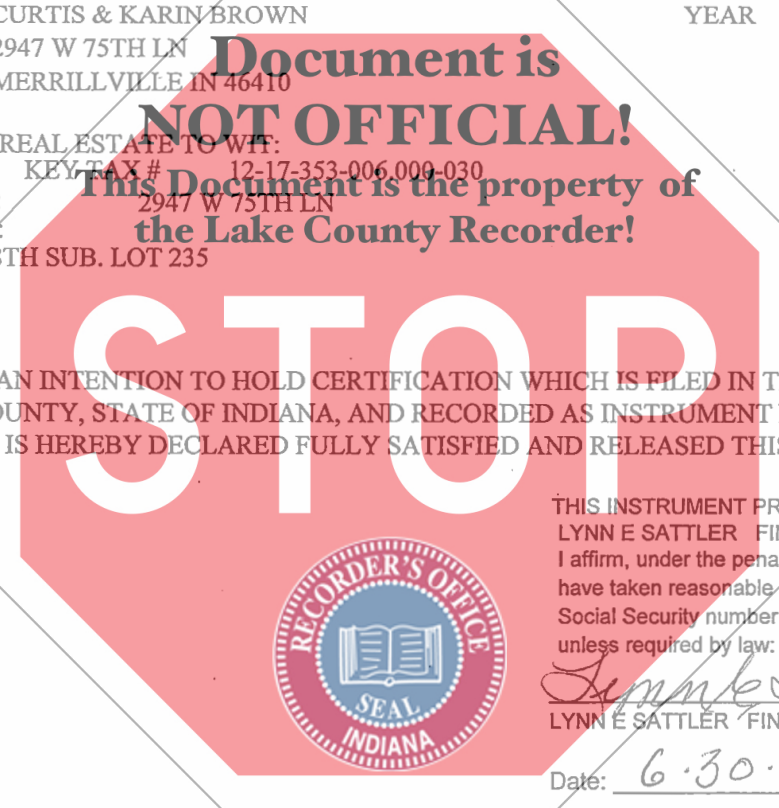 CURTIS & KARIN BROWN YEAR
2947 W 75TH LN
MERRILLVILLE IN 46410
Document is
NOT OFFICIAL!
REAL ESTATE TO WIT:
KEY TAX # 12-17-353-006.000-030
This Document is the property of
2947 W 75TH LN
the Lake County Recorder!
TH SUB. LOT 235
STOP
AN INTENTION TO HOLD CERTIFICATION WHICH IS FILED IN T
OUNTY, STATE OF INDIANA, AND RECORDED AS INSTRUMENT
IS HEREBY DECLARED FULLY SATISFIED AND RELEASED THIS
THIS INSTRUMENT PR
LYNN E SATTLER FIN
I affirm, under the pena
have taken reasonable
Social Security number
unless required by law:
LYNN E SATTLER FIN
Date: 6.30.
RECORDER'S OFFICE
SEAL
INDIANA